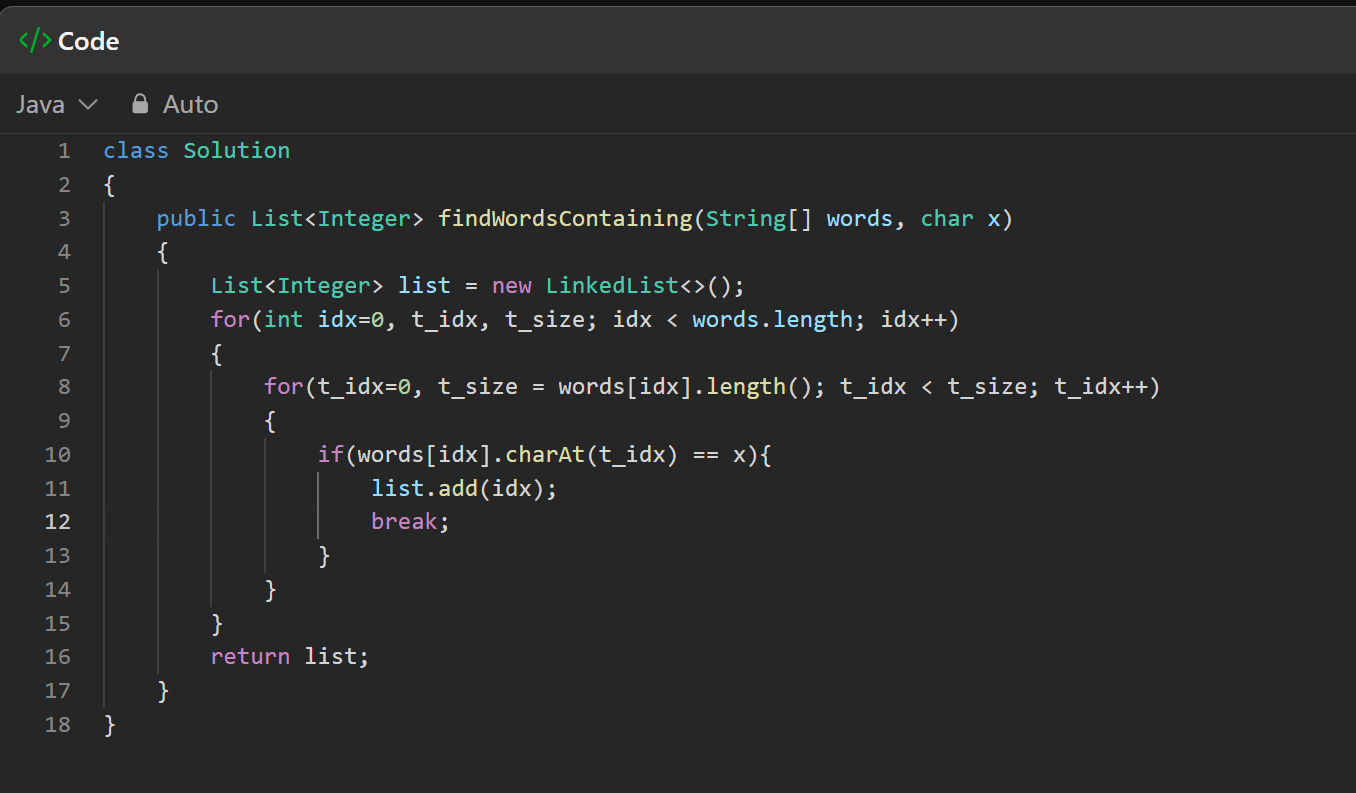 </> Code
Java Auto
1 class Solution
2 {
3     public List<Integer> findWordsContaining(String[] words, char x)
4     {
5         List<Integer> list = new LinkedList<>();
6         for(int idx=0, t_idx, t_size; idx < words.length; idx++)
7         {
8             for(t_idx=0, t_size = words[idx].length(); t_idx < t_size; t_idx++)
9             {
10                 if(words[idx].charAt(t_idx) == x){
11                     list.add(idx);
12                     break;
13                 }
14             }
15         }
16         return list;
17     }
18 }